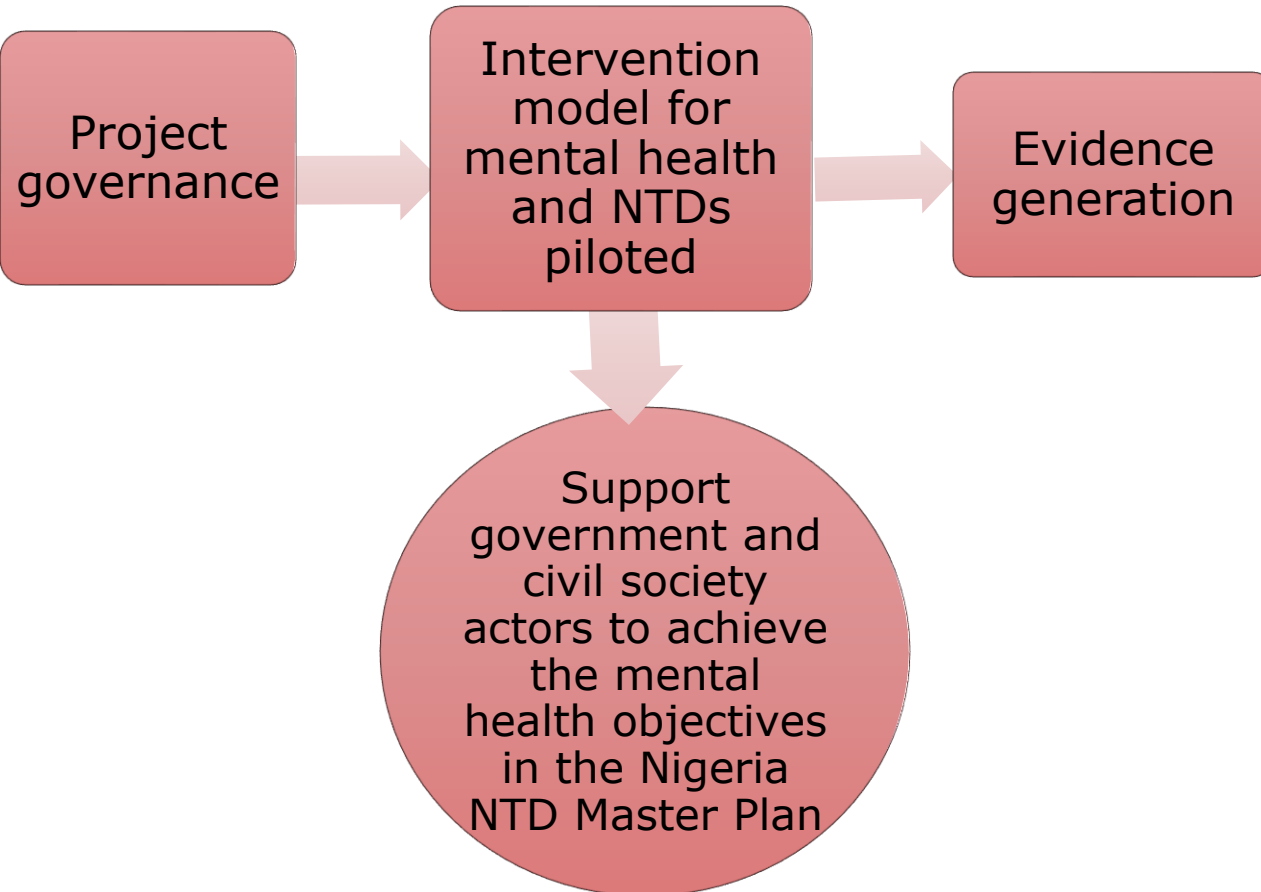 Project
governance
Intervention
model for
mental health
and NTDs
piloted
Evidence
generation
Support
government and
civil society
actors to achieve
the mental
health objectives
in the Nigeria
NTD Master Plan